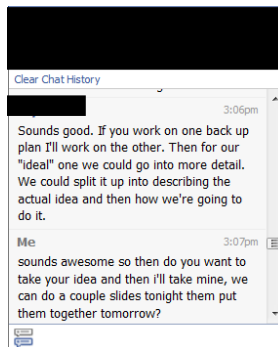 Clear Chat History
3:06pm
Sounds good. If you work on one back up
plan I'll work on the other. Then for our
"ideal" one we could go into more detail.
We could split it up into describing the
actual idea and then how we're going to
do it.
Me 3:07pm
sounds awesome so then do you want to
take your idea and then i'll take mine, we
can do a couple slides tonight them put
them together tomorrow?